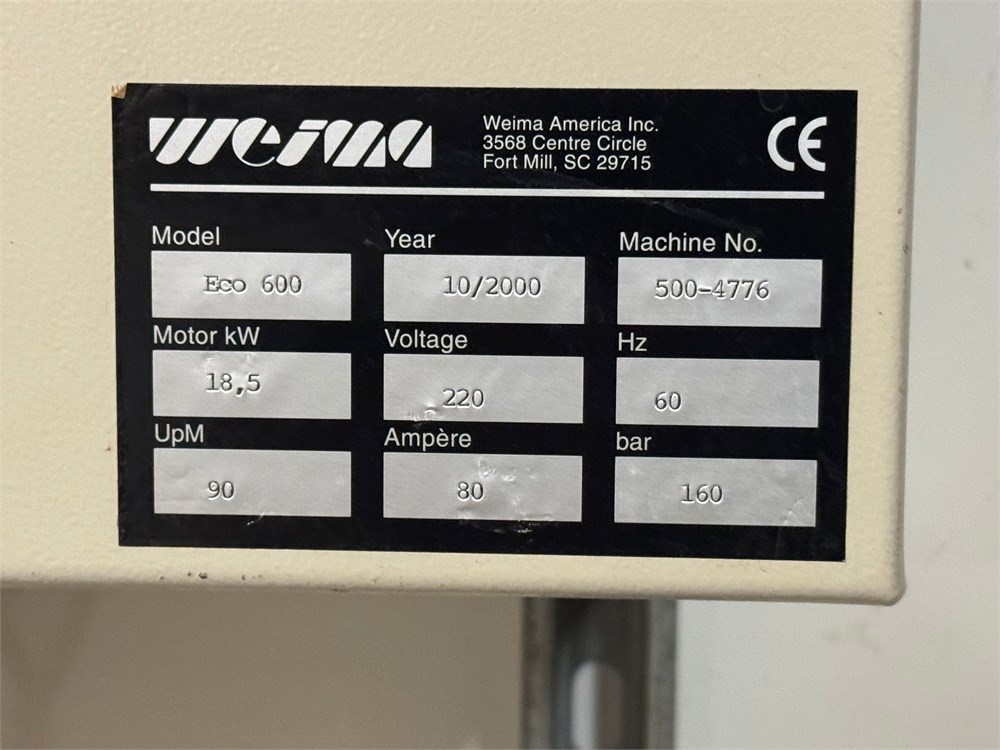 weima
Weima America Inc.
3568 Centre Circle
Fort Mill, SC 29715
CE
Model Year Machine No.
Eco 600 10/2000 500-4776
Motor kW Voltage Hz
18,5 220 60
UpM Ampère bar
90 80 160